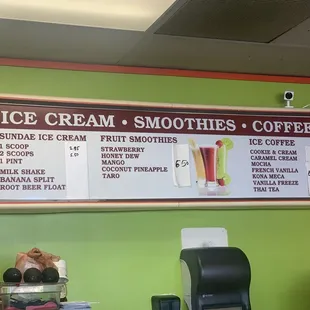 ICE CREAM · SMOOTHIES · COFFE
SUNDAE ICE CREAM
1 SCOOP
2 SCOOPS
1 PINT
MILK SHAKE
BANANA SPLIT
ROOT BEER FLOAT
FRUIT SMOOTHIES
STRAWBERRY
HONEY DEW
MANGO
COCONUT PINEAPPLE
TARO
ICE COFFEE
COOKIE & CREAM
CARAMEL CREAM
MOCHA
FRENCH VANILLA
KONA MECA
VANILLA FREEZE
THAI TEA